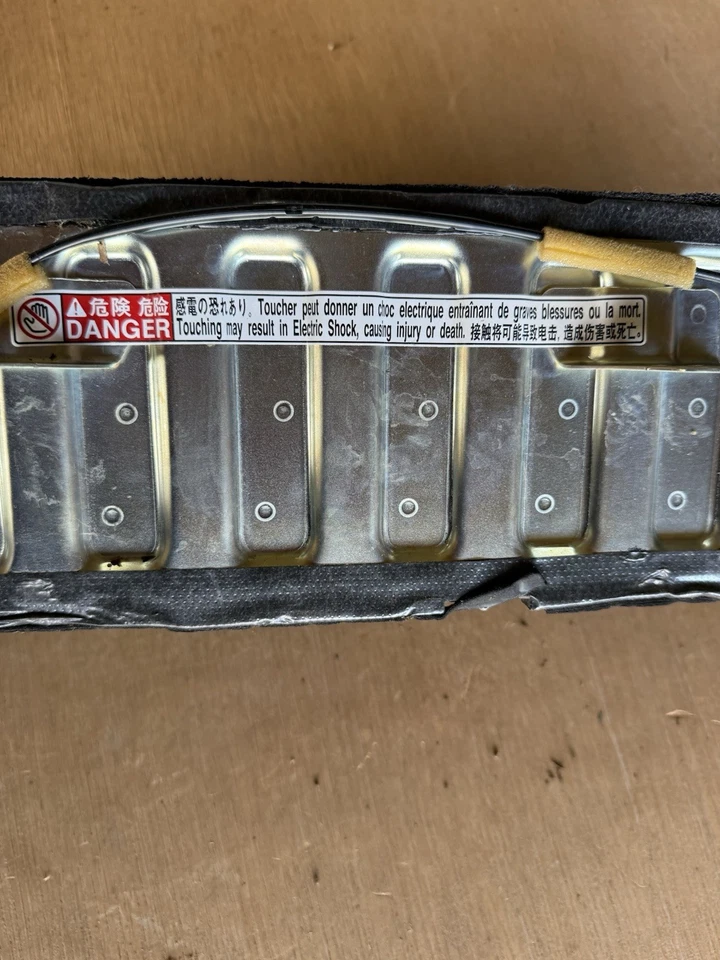 危険 危险
DANGER
感電の恐れあり。Toucher peut donner un choc electrique entraînant de graves blessures ou la mort.
Touching may result in Electric Shock, causing injury or death. 接触将可能导致电击, 造成伤害或死亡。